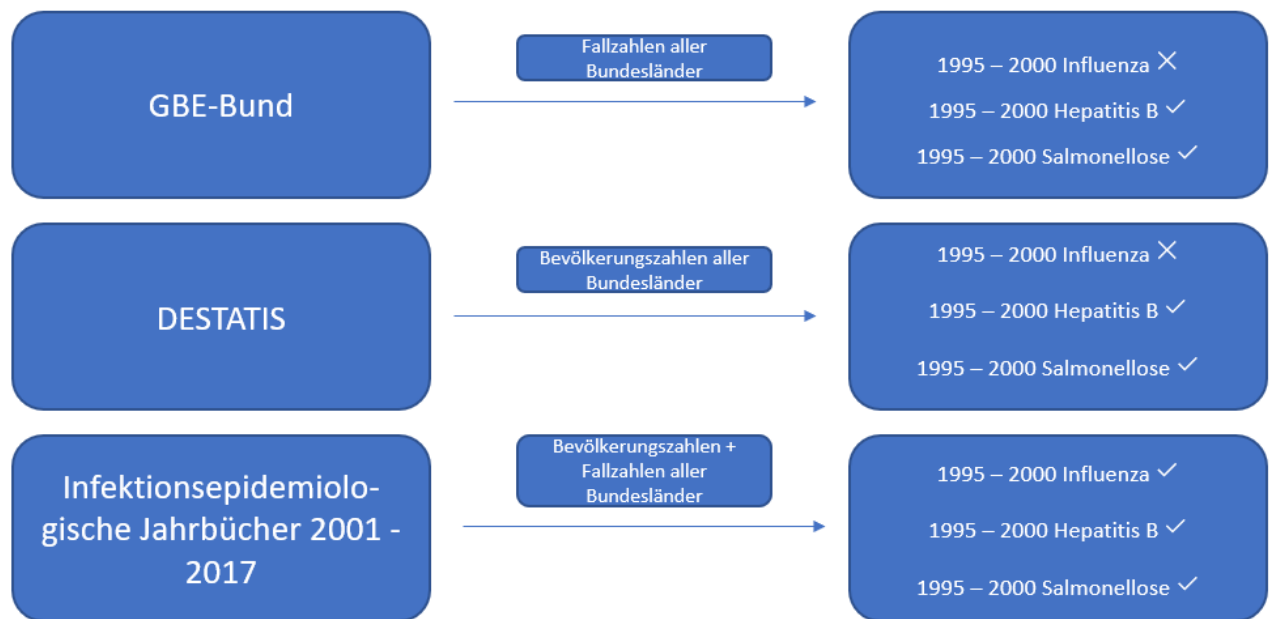 GBE-Bund
Fallzahlen aller
Bundesländer
1995 – 2000 Influenza ✕
1995 – 2000 Hepatitis B ✓
1995 – 2000 Salmonellose ✓
DESTATIS
Bevölkerungszahlen aller
Bundesländer
1995 – 2000 Influenza ✕
1995 – 2000 Hepatitis B ✓
1995 – 2000 Salmonellose ✓
Infektionsepidemiolo-
gische Jahrbücher 2001 -
2017
Bevölkerungszahlen +
Fallzahlen aller
Bundesländer
1995 – 2000 Influenza ✓
1995 – 2000 Hepatitis B ✓
1995 – 2000 Salmonellose ✓